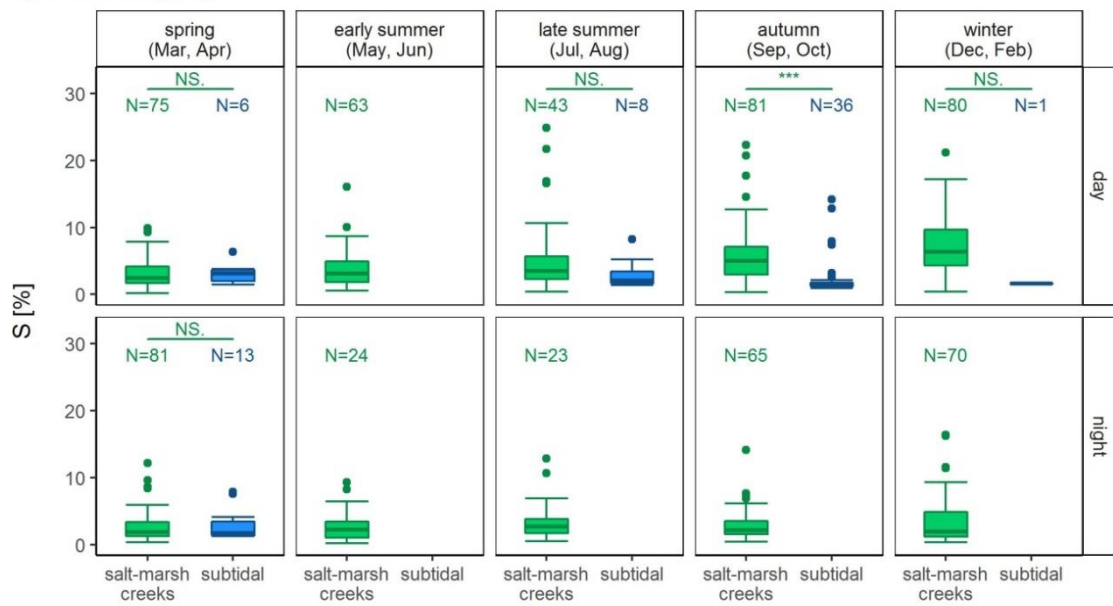 spring early summer late summer autumn winter
(Mar, Apr) (May, Jun) (Jul, Aug) (Sep, Oct) (Dec, Feb)
NS. NS. *** NS.
30 N=75 N=6 N=63 N=43 N=8 N=81 N=36 N=80 N=1
20
10
0
day
S [%]
NS.
30 N=81 N=13 N=24 N=23 N=65 N=70
20
10
0
night
salt-marsh subtidal salt-marsh subtidal salt-marsh subtidal salt-marsh subtidal salt-marsh subtidal
creeks creeks creeks creeks creeks